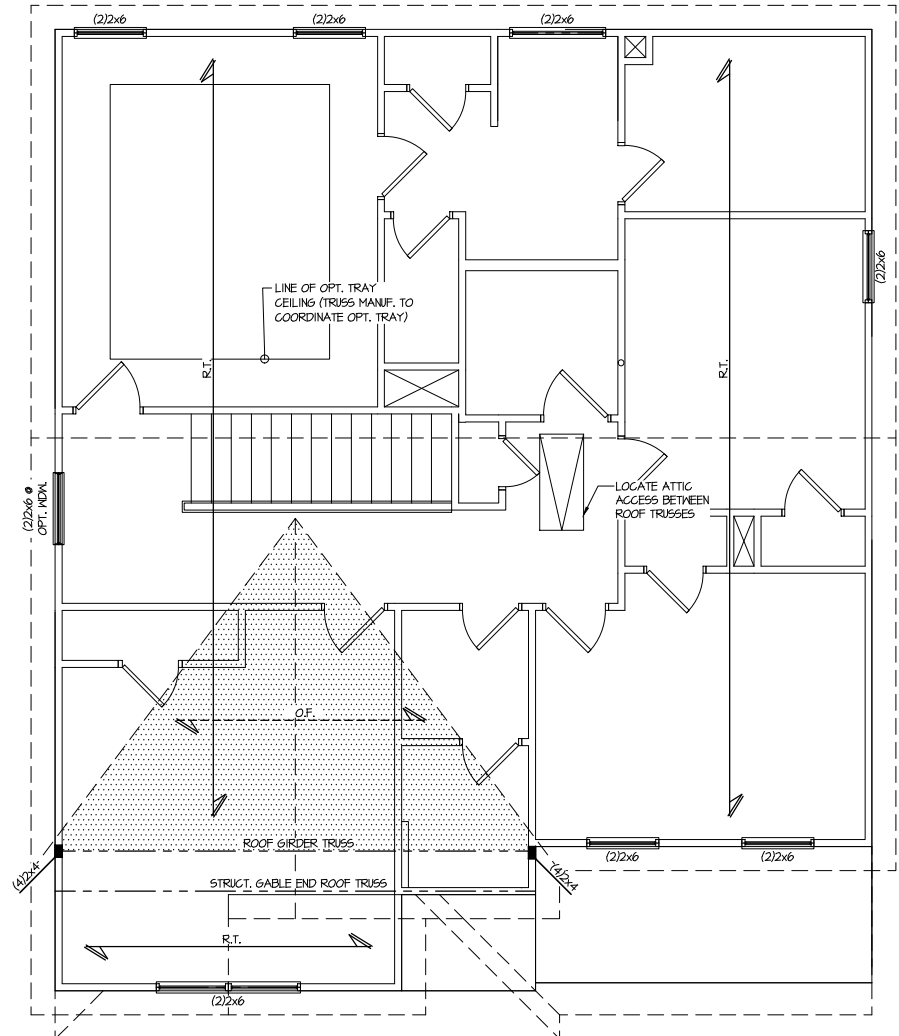 (2)2x6
(2)2x6
(2)2x6
(2)2x6
LINE OF OPT. TRAY
CEILING (TRUSS MANUF. TO
COORDINATE OPT. TRAY)
R.T.
R.T.
(2)2x6 @
OPT. WDW.
LOCATE ATTIC
ACCESS BETWEEN
ROOF TRUSSES
O.F.
ROOF GIRDER TRUSS
(2)2x6
(2)2x6
(4)2x4
(4)2x4
STRUCT. GABLE END ROOF TRUSS
R.T.
(2)2x6